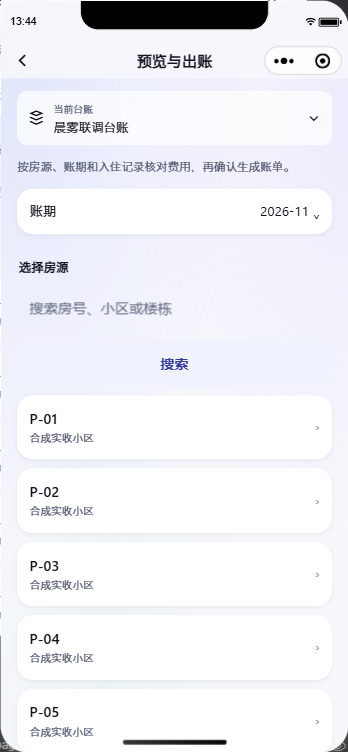 13:44
预览与出账
当前台账
晨雾联调台账
按房源、账期和入住记录核对费用，再确认生成账单。
账期
2026-11
选择房源
搜索房号、小区或楼栋
搜索
P-01
合成实收小区
P-02
合成实收小区
P-03
合成实收小区
P-04
合成实收小区
P-05
合成实收小区